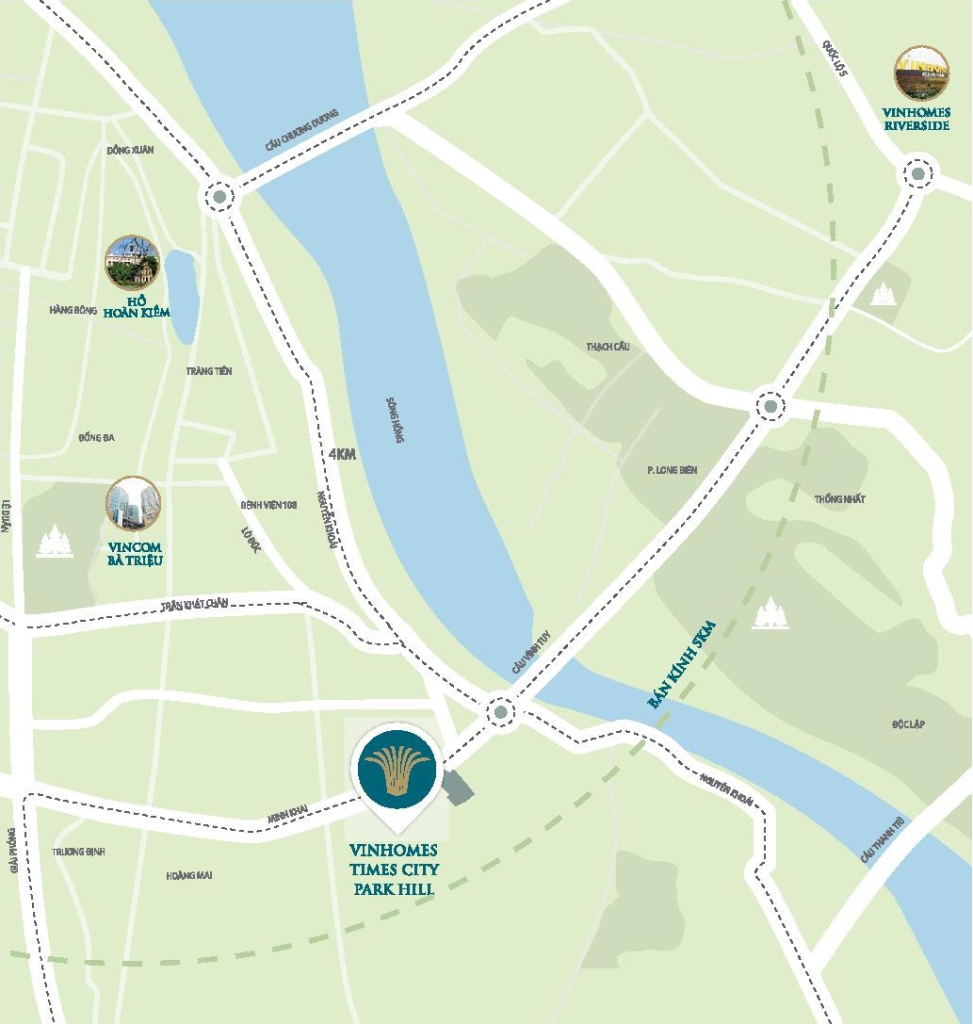 QUỐC LỘ 5
VINHOMES
RIVERSIDE
CẦU CHƯƠNG DƯƠNG
ĐỒNG XUÂN
HỒ
HOÀN KIẾM
HÀNG BÔNG
TRÀNG TIỀN
THẠCH CẦU
SÔNG HỒNG
ĐỐNG ĐA
4KM
P. LONG BIÊN
THỐNG NHẤT
BỆNH VIỆN 108
NGUYỄN KHOÁI
LÒ ĐÚC
VINCOM
BÀ TRIỆU
TRẦN KHÁT CHÂN
CẦU VĨNH TUY
BÁN KÍNH 5KM
ĐỘC LẬP
NGUYỄN KHOÁI
MINH KHAI
CẦU THANH TRÌ
GIẢI PHÓNG
TRƯƠNG ĐỊNH
HOÀNG MAI
VINHOMES
TIMES CITY
PARK HILL